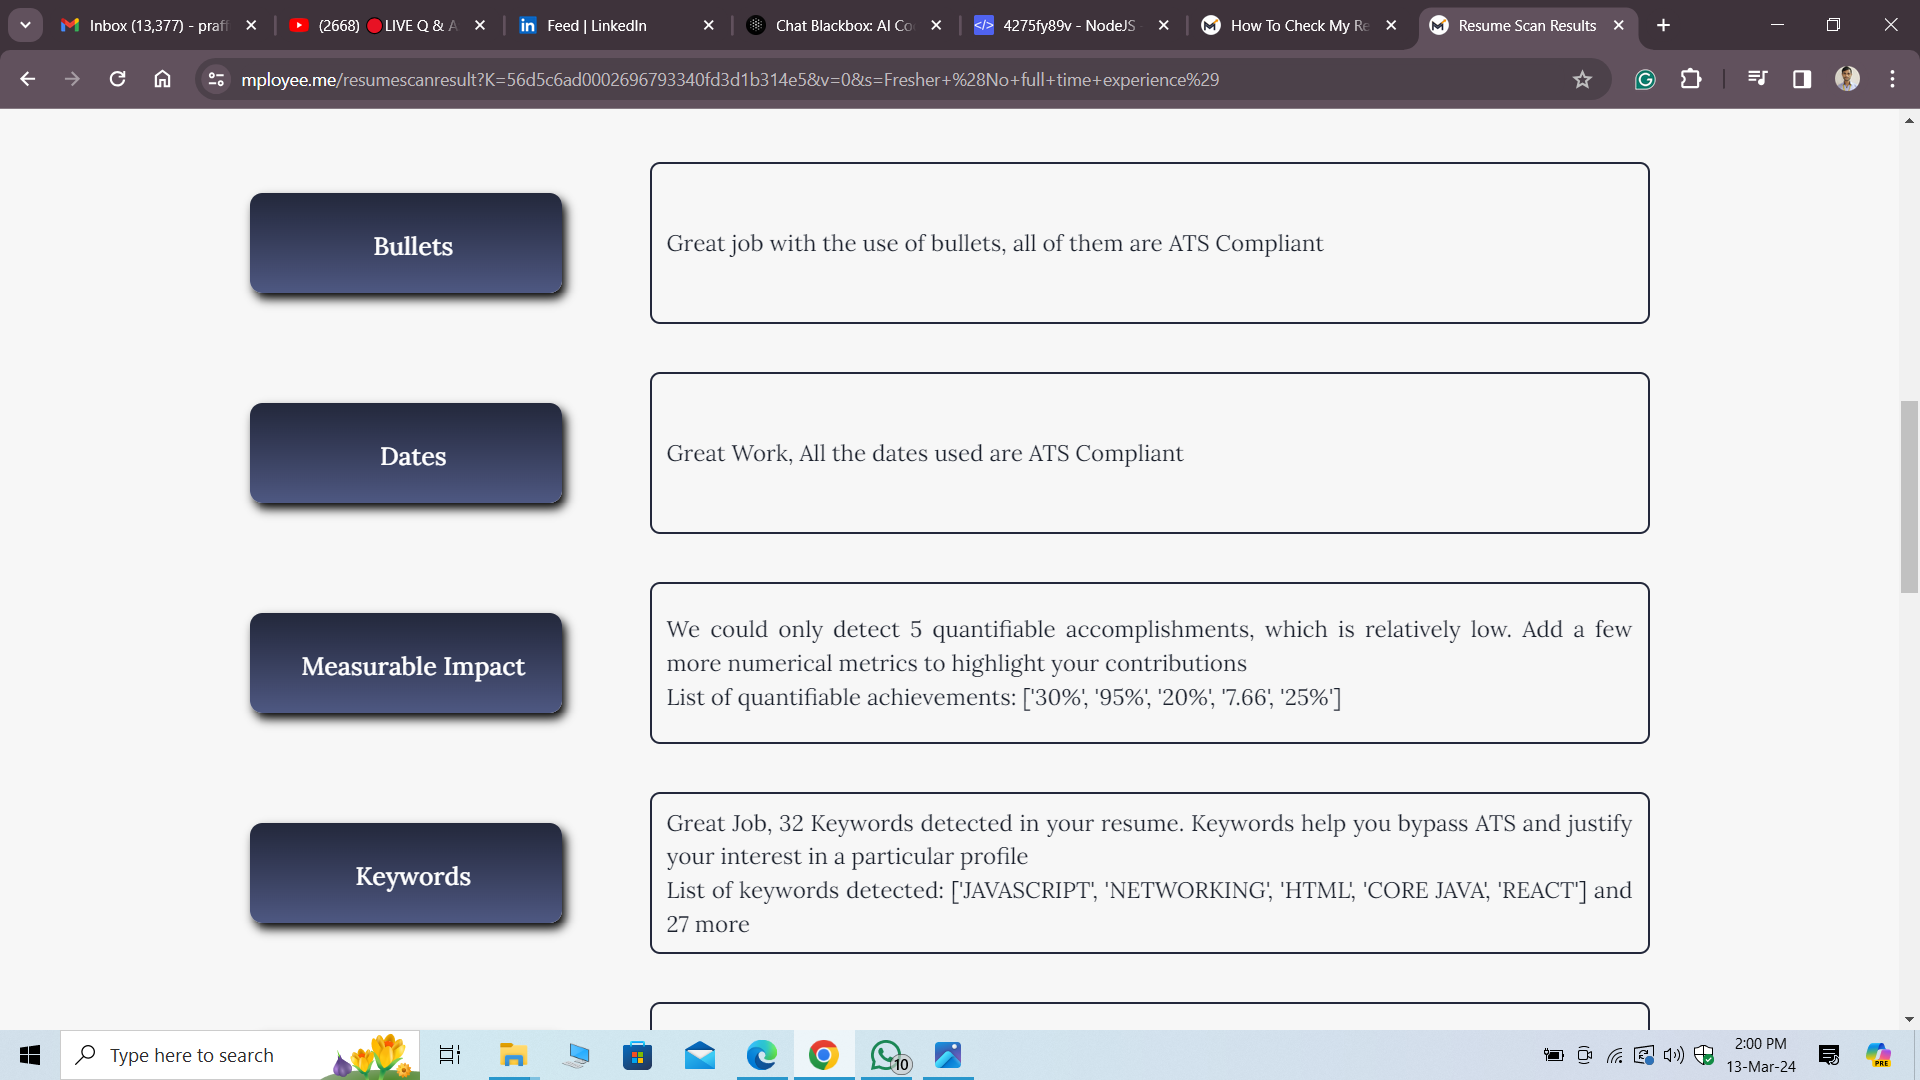 Inbox (13,377) - praff
(2668) 🔴LIVE Q & A
Feed | LinkedIn
Chat Blackbox: AI Co
4275fy89v - NodeJS
How To Check My Re
Resume Scan Results
mployee.me/resumescanresult?K=56d5c6ad0002696793340fd3d1b314e5&v=0&s=Fresher+%28No+full+time+experience%29
Bullets
Great job with the use of bullets, all of them are ATS Compliant
Dates
Great Work, All the dates used are ATS Compliant
Measurable Impact
We could only detect 5 quantifiable accomplishments, which is relatively low. Add a few
more numerical metrics to highlight your contributions
List of quantifiable achievements: ['30%', '95%', '20%', '7.66', '25%']
Keywords
Great Job, 32 Keywords detected in your resume. Keywords help you bypass ATS and justify
your interest in a particular profile
List of keywords detected: ['JAVASCRIPT', 'NETWORKING', 'HTML', 'CORE JAVA', 'REACT'] and
27 more
Type here to search
10
2:00 PM
13-Mar-24
PRE